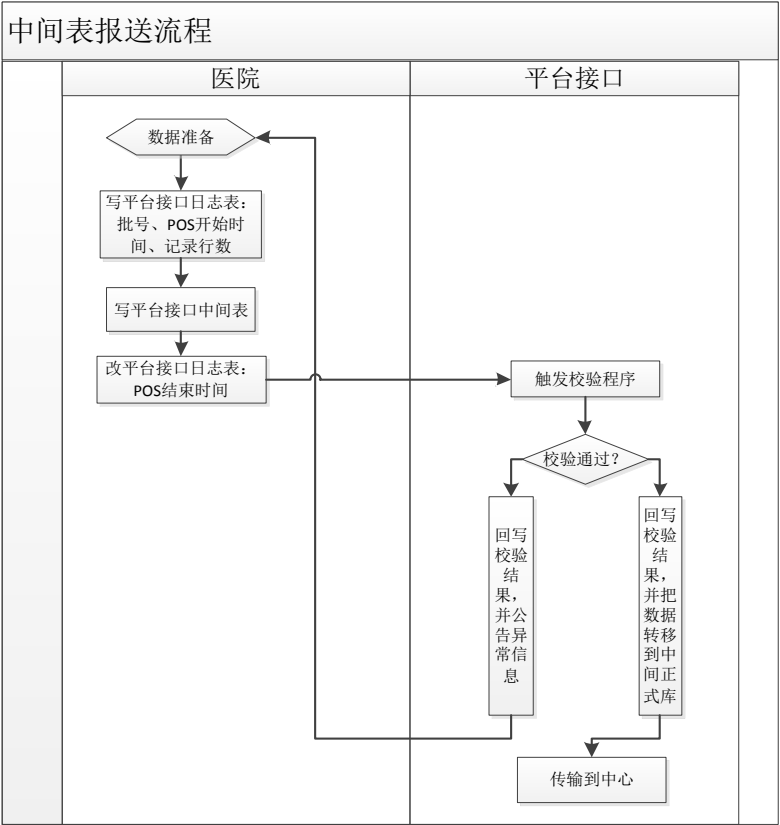 中间表报送流程
医院
平台接口
数据准备
写平台接口日志表：
批号、POS开始时
间、记录行数
写平台接口中间表
改平台接口日志表：
POS结束时间
触发校验程序
校验通过？
回写
校验
结
果，
并公
告异
常信
息
回写
校验
结
果，
并把
数据
转移
到中
间正
式库
传输到中心